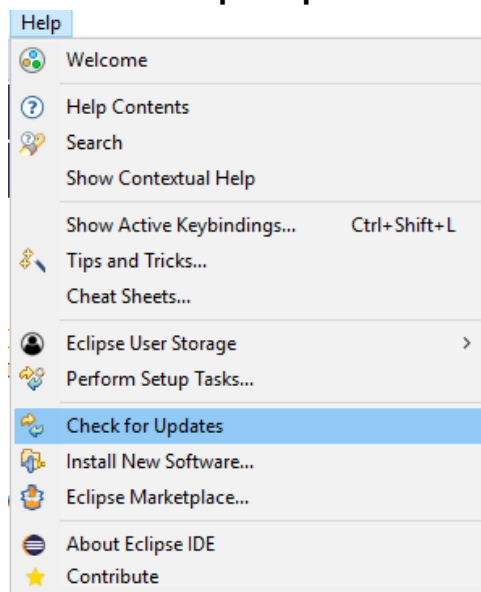 Help
Welcome
Help Contents
Search
Show Contextual Help
Show Active Keybindings... Ctrl+Shift+L
Tips and Tricks...
Cheat Sheets...
Eclipse User Storage >
Perform Setup Tasks...
Check for Updates
Install New Software...
Eclipse Marketplace...
About Eclipse IDE
Contribute